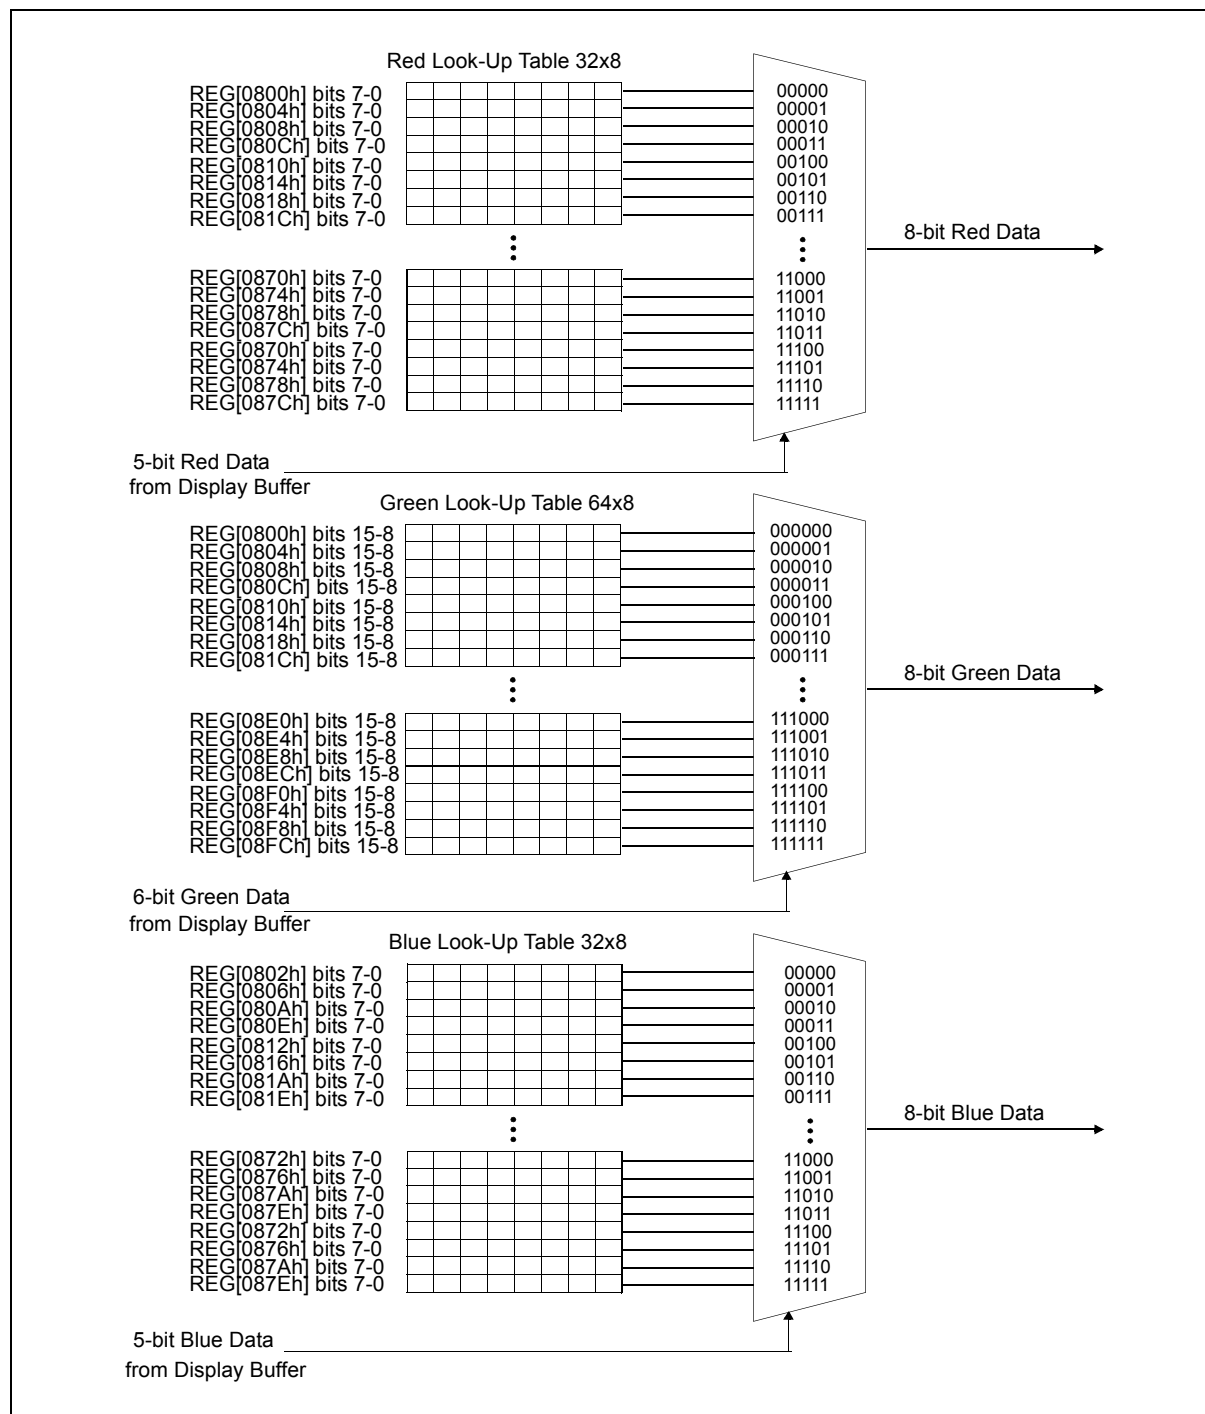 Red Look-Up Table 32x8
REG[0800h] bits 7-0 00000
REG[0804h] bits 7-0 00001
REG[0808h] bits 7-0 00010
REG[080Ch] bits 7-0 00011
REG[0810h] bits 7-0 00100
REG[0814h] bits 7-0 00101
REG[0818h] bits 7-0 00110
REG[081Ch] bits 7-0 00111
8-bit Red Data
REG[0870h] bits 7-0 11000
REG[0874h] bits 7-0 11001
REG[0878h] bits 7-0 11010
REG[087Ch] bits 7-0 11011
REG[0870h] bits 7-0 11100
REG[0874h] bits 7-0 11101
REG[0878h] bits 7-0 11110
REG[087Ch] bits 7-0 11111
5-bit Red Data
from Display Buffer
Green Look-Up Table 64x8
REG[0800h] bits 15-8 000000
REG[0804h] bits 15-8 000001
REG[0808h] bits 15-8 000010
REG[080Ch] bits 15-8 000011
REG[0810h] bits 15-8 000100
REG[0814h] bits 15-8 000101
REG[0818h] bits 15-8 000110
REG[081Ch] bits 15-8 000111
8-bit Green Data
REG[08E0h] bits 15-8 111000
REG[08E4h] bits 15-8 111001
REG[08E8h] bits 15-8 111010
REG[08ECh] bits 15-8 111011
REG[08F0h] bits 15-8 111100
REG[08F4h] bits 15-8 111101
REG[08F8h] bits 15-8 111110
REG[08FCh] bits 15-8 111111
6-bit Green Data
from Display Buffer
Blue Look-Up Table 32x8
REG[0802h] bits 7-0 00000
REG[0806h] bits 7-0 00001
REG[080Ah] bits 7-0 00010
REG[080Eh] bits 7-0 00011
REG[0812h] bits 7-0 00100
REG[0816h] bits 7-0 00101
REG[081Ah] bits 7-0 00110
REG[081Eh] bits 7-0 00111
8-bit Blue Data
REG[0872h] bits 7-0 11000
REG[0876h] bits 7-0 11001
REG[087Ah] bits 7-0 11010
REG[087Eh] bits 7-0 11011
REG[0872h] bits 7-0 11100
REG[0876h] bits 7-0 11101
REG[087Ah] bits 7-0 11110
REG[087Eh] bits 7-0 11111
5-bit Blue Data
from Display Buffer